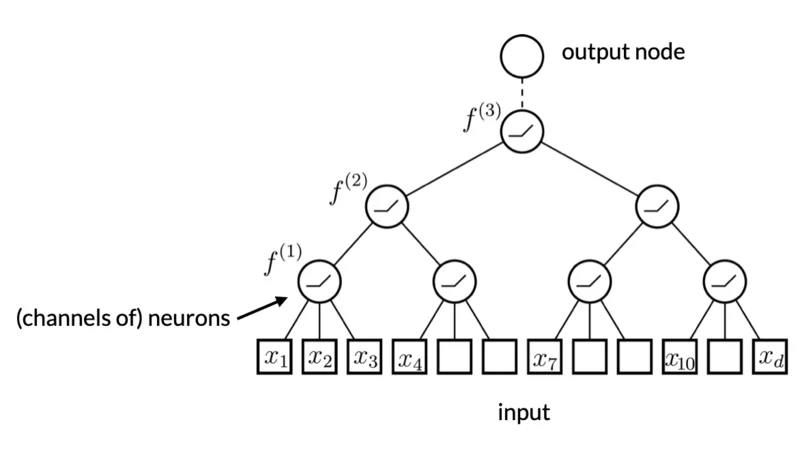 output node
f^{(3)}
f^{(2)}
f^{(1)}
(channels of) neurons
x_1 x_2 x_3 x_4 x_7 x_{10} x_d
input